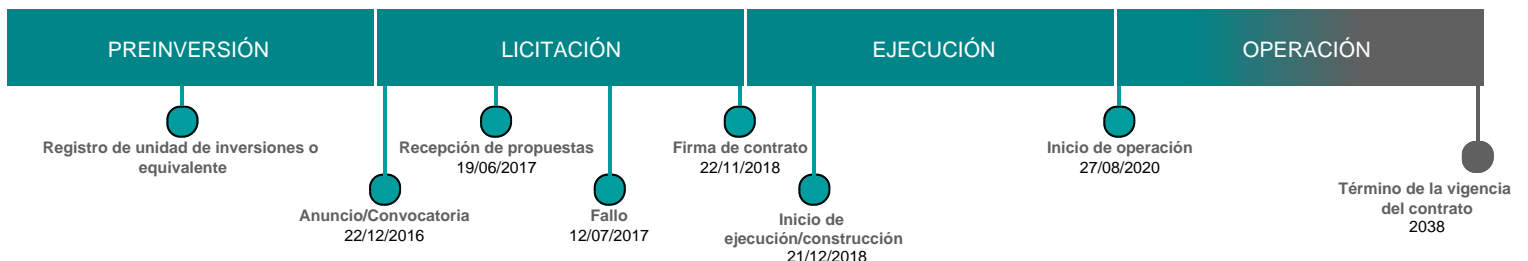 PREINVERSIÓN
LICITACIÓN
EJECUCIÓN
OPERACIÓN
Registro de unidad de inversiones o
equivalente
Anuncio/Convocatoria
22/12/2016
Recepción de propuestas
19/06/2017
Fallo
12/07/2017
Firma de contrato
22/11/2018
Inicio de
ejecución/construcción
21/12/2018
Inicio de operación
27/08/2020
Término de la vigencia
del contrato
2038